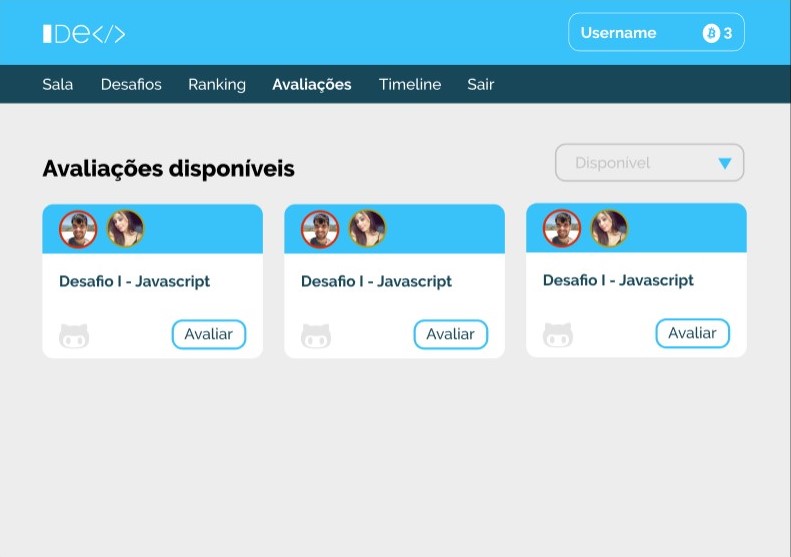 IDe</>
Username 3
Sala Desafios Ranking Avaliações Timeline Sair
Avaliações disponíveis
Disponível
Desafio I - Javascript
Avaliar
Desafio I - Javascript
Avaliar
Desafio I - Javascript
Avaliar